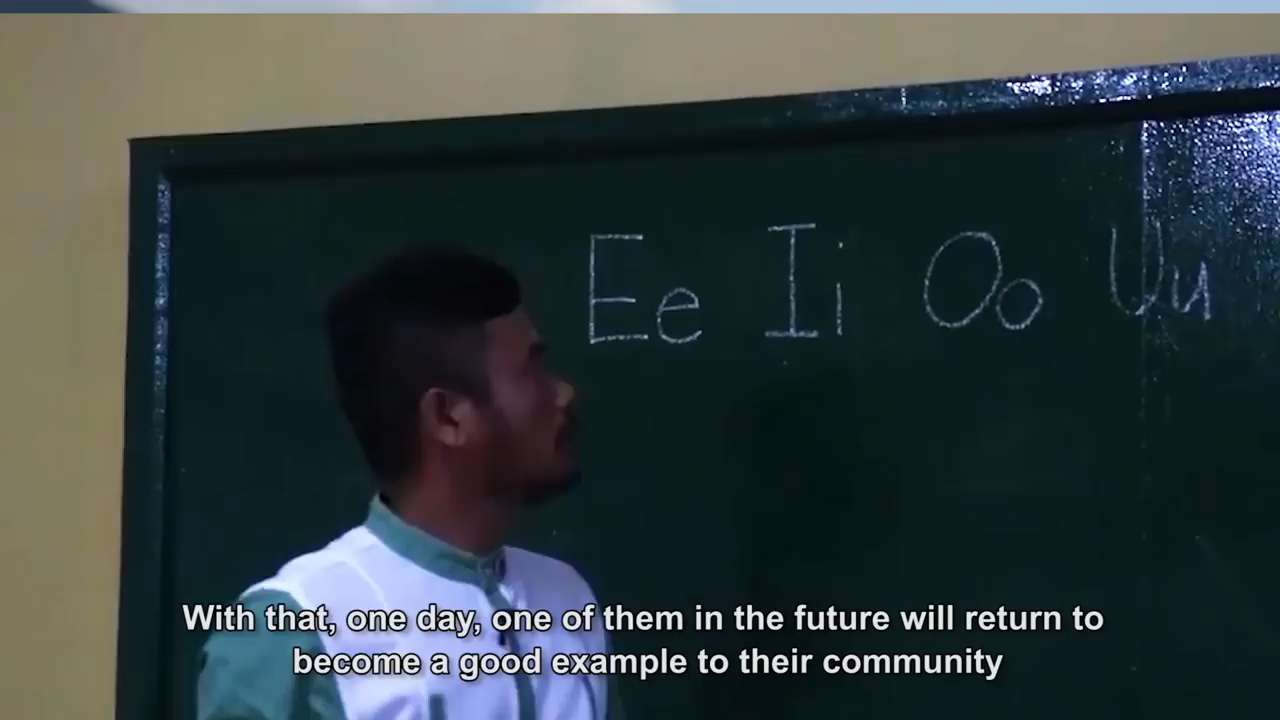 Ee Ii Oo Uu
With that, one day, one of them in the future will return to
become a good example to their community